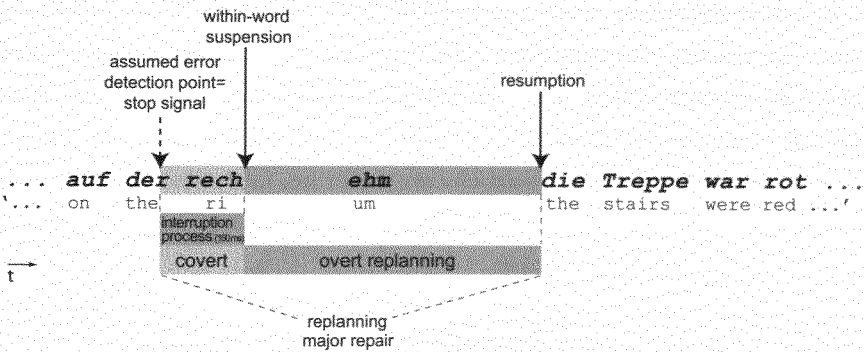 within-word
suspension
assumed error
detection point=
stop signal
resumption
... auf der rech ehm die Treppe war rot ...
'... on the ri um the stairs were red ...'
interruption
process
covert overt replanning
t
replanning
major repair